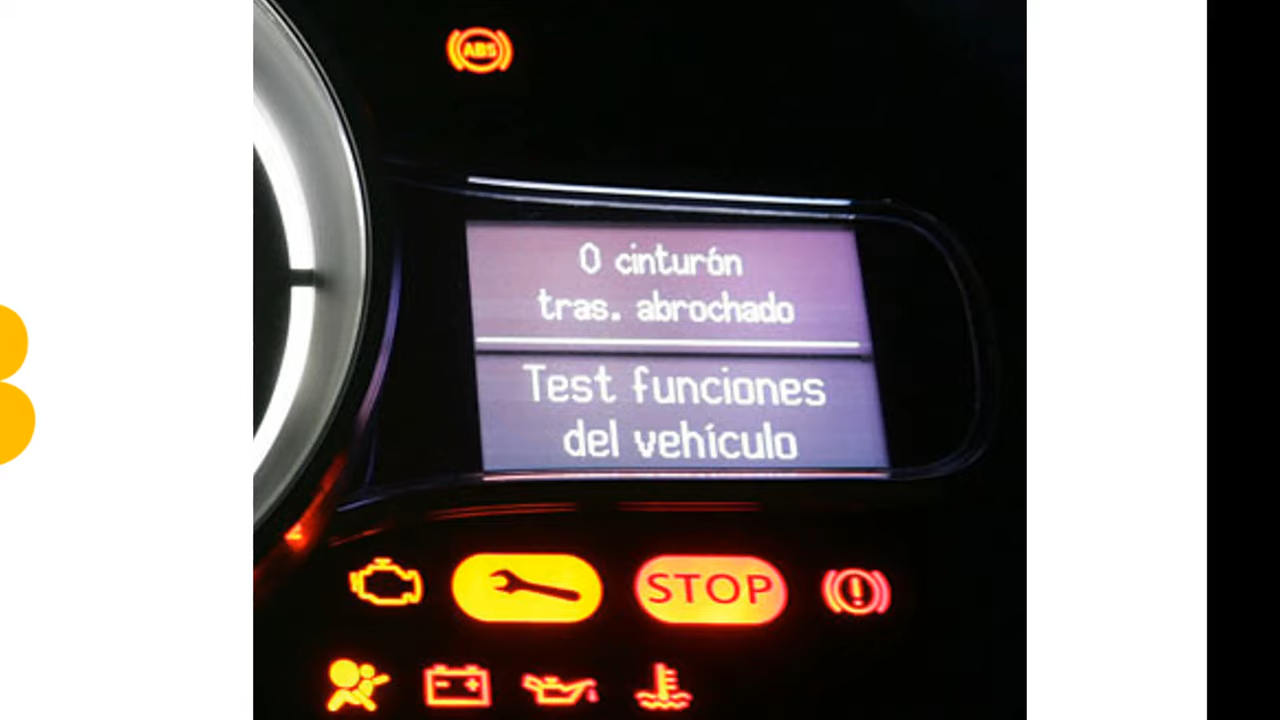 ABS
0 cinturón
tras. abrochado
Test funciones
del vehículo
STOP